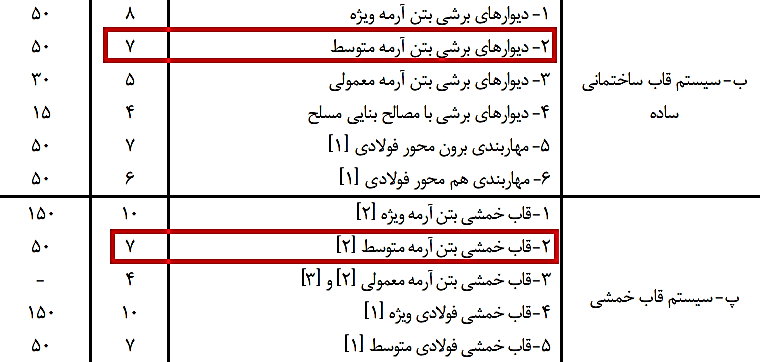 ب- سیستم قاب ساختمانی ساده
۱- دیوارهای برشی بتن آرمه ویژه ۸ ۵۰
۲- دیوارهای برشی بتن آرمه متوسط ۷ ۵۰
۳- دیوارهای برشی بتن آرمه معمولی ۵ ۳۰
۴- دیوارهای برشی با مصالح بنایی مسلح ۴ ۱۵
۵- مهاربندی برون محور فولادی [۱] ۷ ۵۰
۶- مهاربندی هم محور فولادی [۱] ۶ ۵۰
پ- سیستم قاب خمشی
۱-قاب خمشی بتن آرمه ویژه [۲] ۱۰ ۱۵۰
۲-قاب خمشی بتن آرمه متوسط [۲] ۷ ۵۰
۳-قاب خمشی بتن آرمه معمولی [۲] و [۳] ۴ -
۴-قاب خمشی فولادی ویژه [۱] ۱۰ ۱۵۰
۵-قاب خمشی فولادی متوسط [۱] ۷ ۵۰